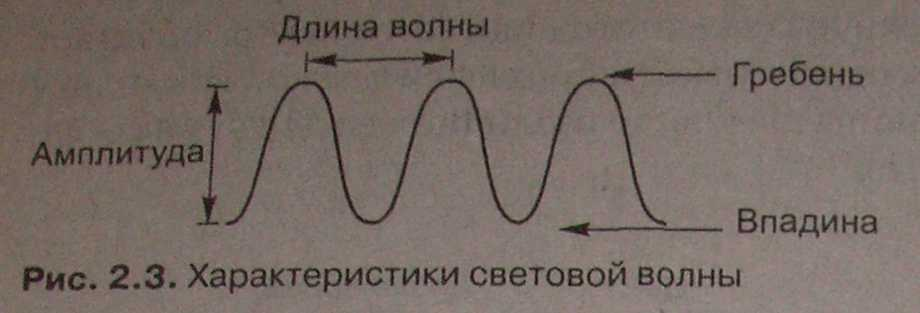 Длина волны
Гребень
Амплитуда
Впадина
Рис. 2.3. Характеристики световой волны